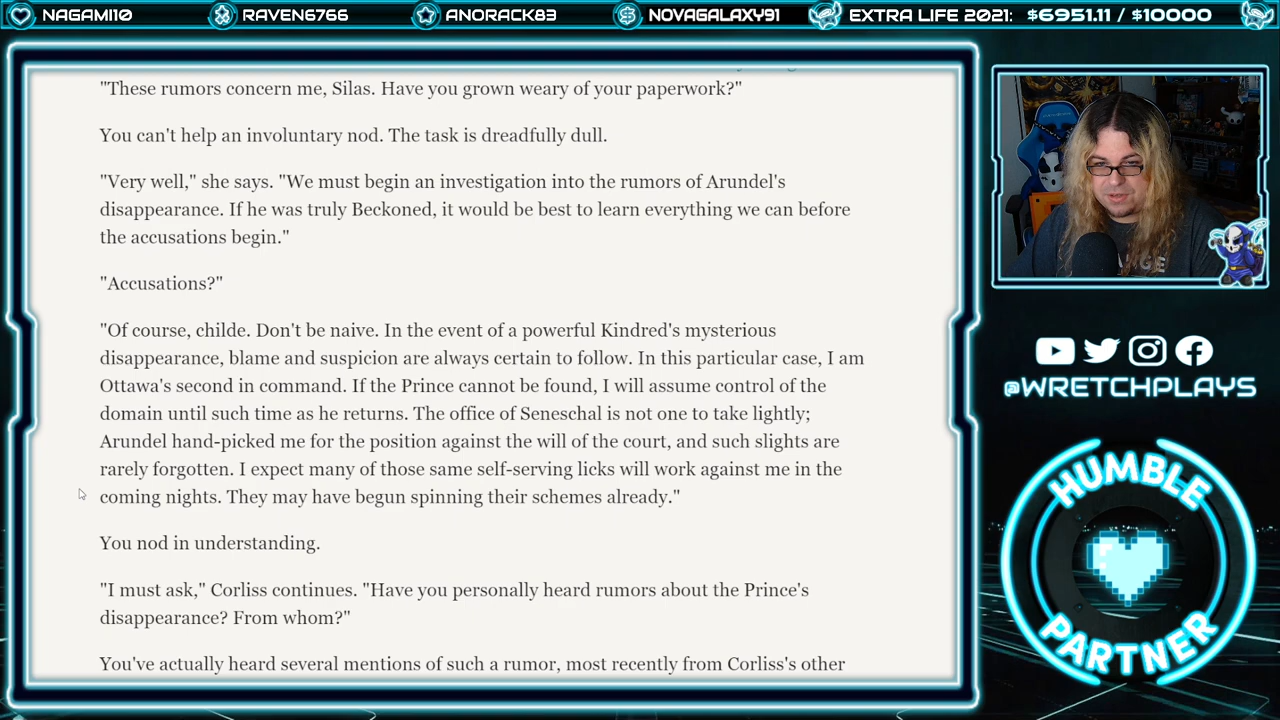 NAGAMI10 RAVEN6766 ANORACK83 NOVAGALAXY91 EXTRA LIFE 2021: $6951.11 / $10000
"These rumors concern me, Silas. Have you grown weary of your paperwork?"
You can't help an involuntary nod. The task is dreadfully dull.
"Very well," she says. "We must begin an investigation into the rumors of Arundel's
disappearance. If he was truly Beckoned, it would be best to learn everything we can before
the accusations begin."
"Accusations?"
"Of course, childe. Don't be naive. In the event of a powerful Kindred's mysterious
disappearance, blame and suspicion are always certain to follow. In this particular case, I am
Ottawa's second in command. If the Prince cannot be found, I will assume control of the
domain until such time as he returns. The office of Seneschal is not one to take lightly;
Arundel hand-picked me for the position against the will of the court, and such slights are
rarely forgotten. I expect many of those same self-serving licks will work against me in the
coming nights. They may have begun spinning their schemes already."
You nod in understanding.
"I must ask," Corliss continues. "Have you personally heard rumors about the Prince's
disappearance? From whom?"
You've actually heard several mentions of such a rumor, most recently from Corliss's other
@WRETCHPLAYS
HUMBLE
PARTNER